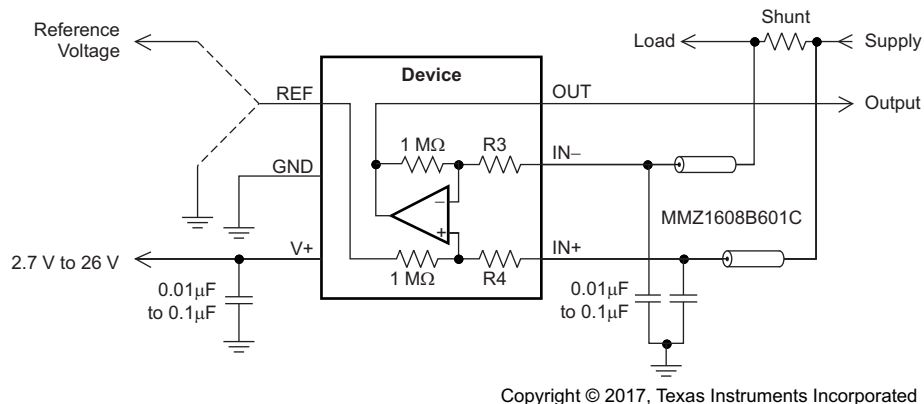 Shunt
Reference
Voltage
Load
Supply
Device
REF
OUT
Output
1 MΩ
R3
IN–
GND
–
MMZ1608B601C
+
V+
IN+
2.7 V to 26 V
1 MΩ
R4
0.01µF
to 0.1µF
0.01µF
to 0.1µF
Copyright © 2017, Texas Instruments Incorporated